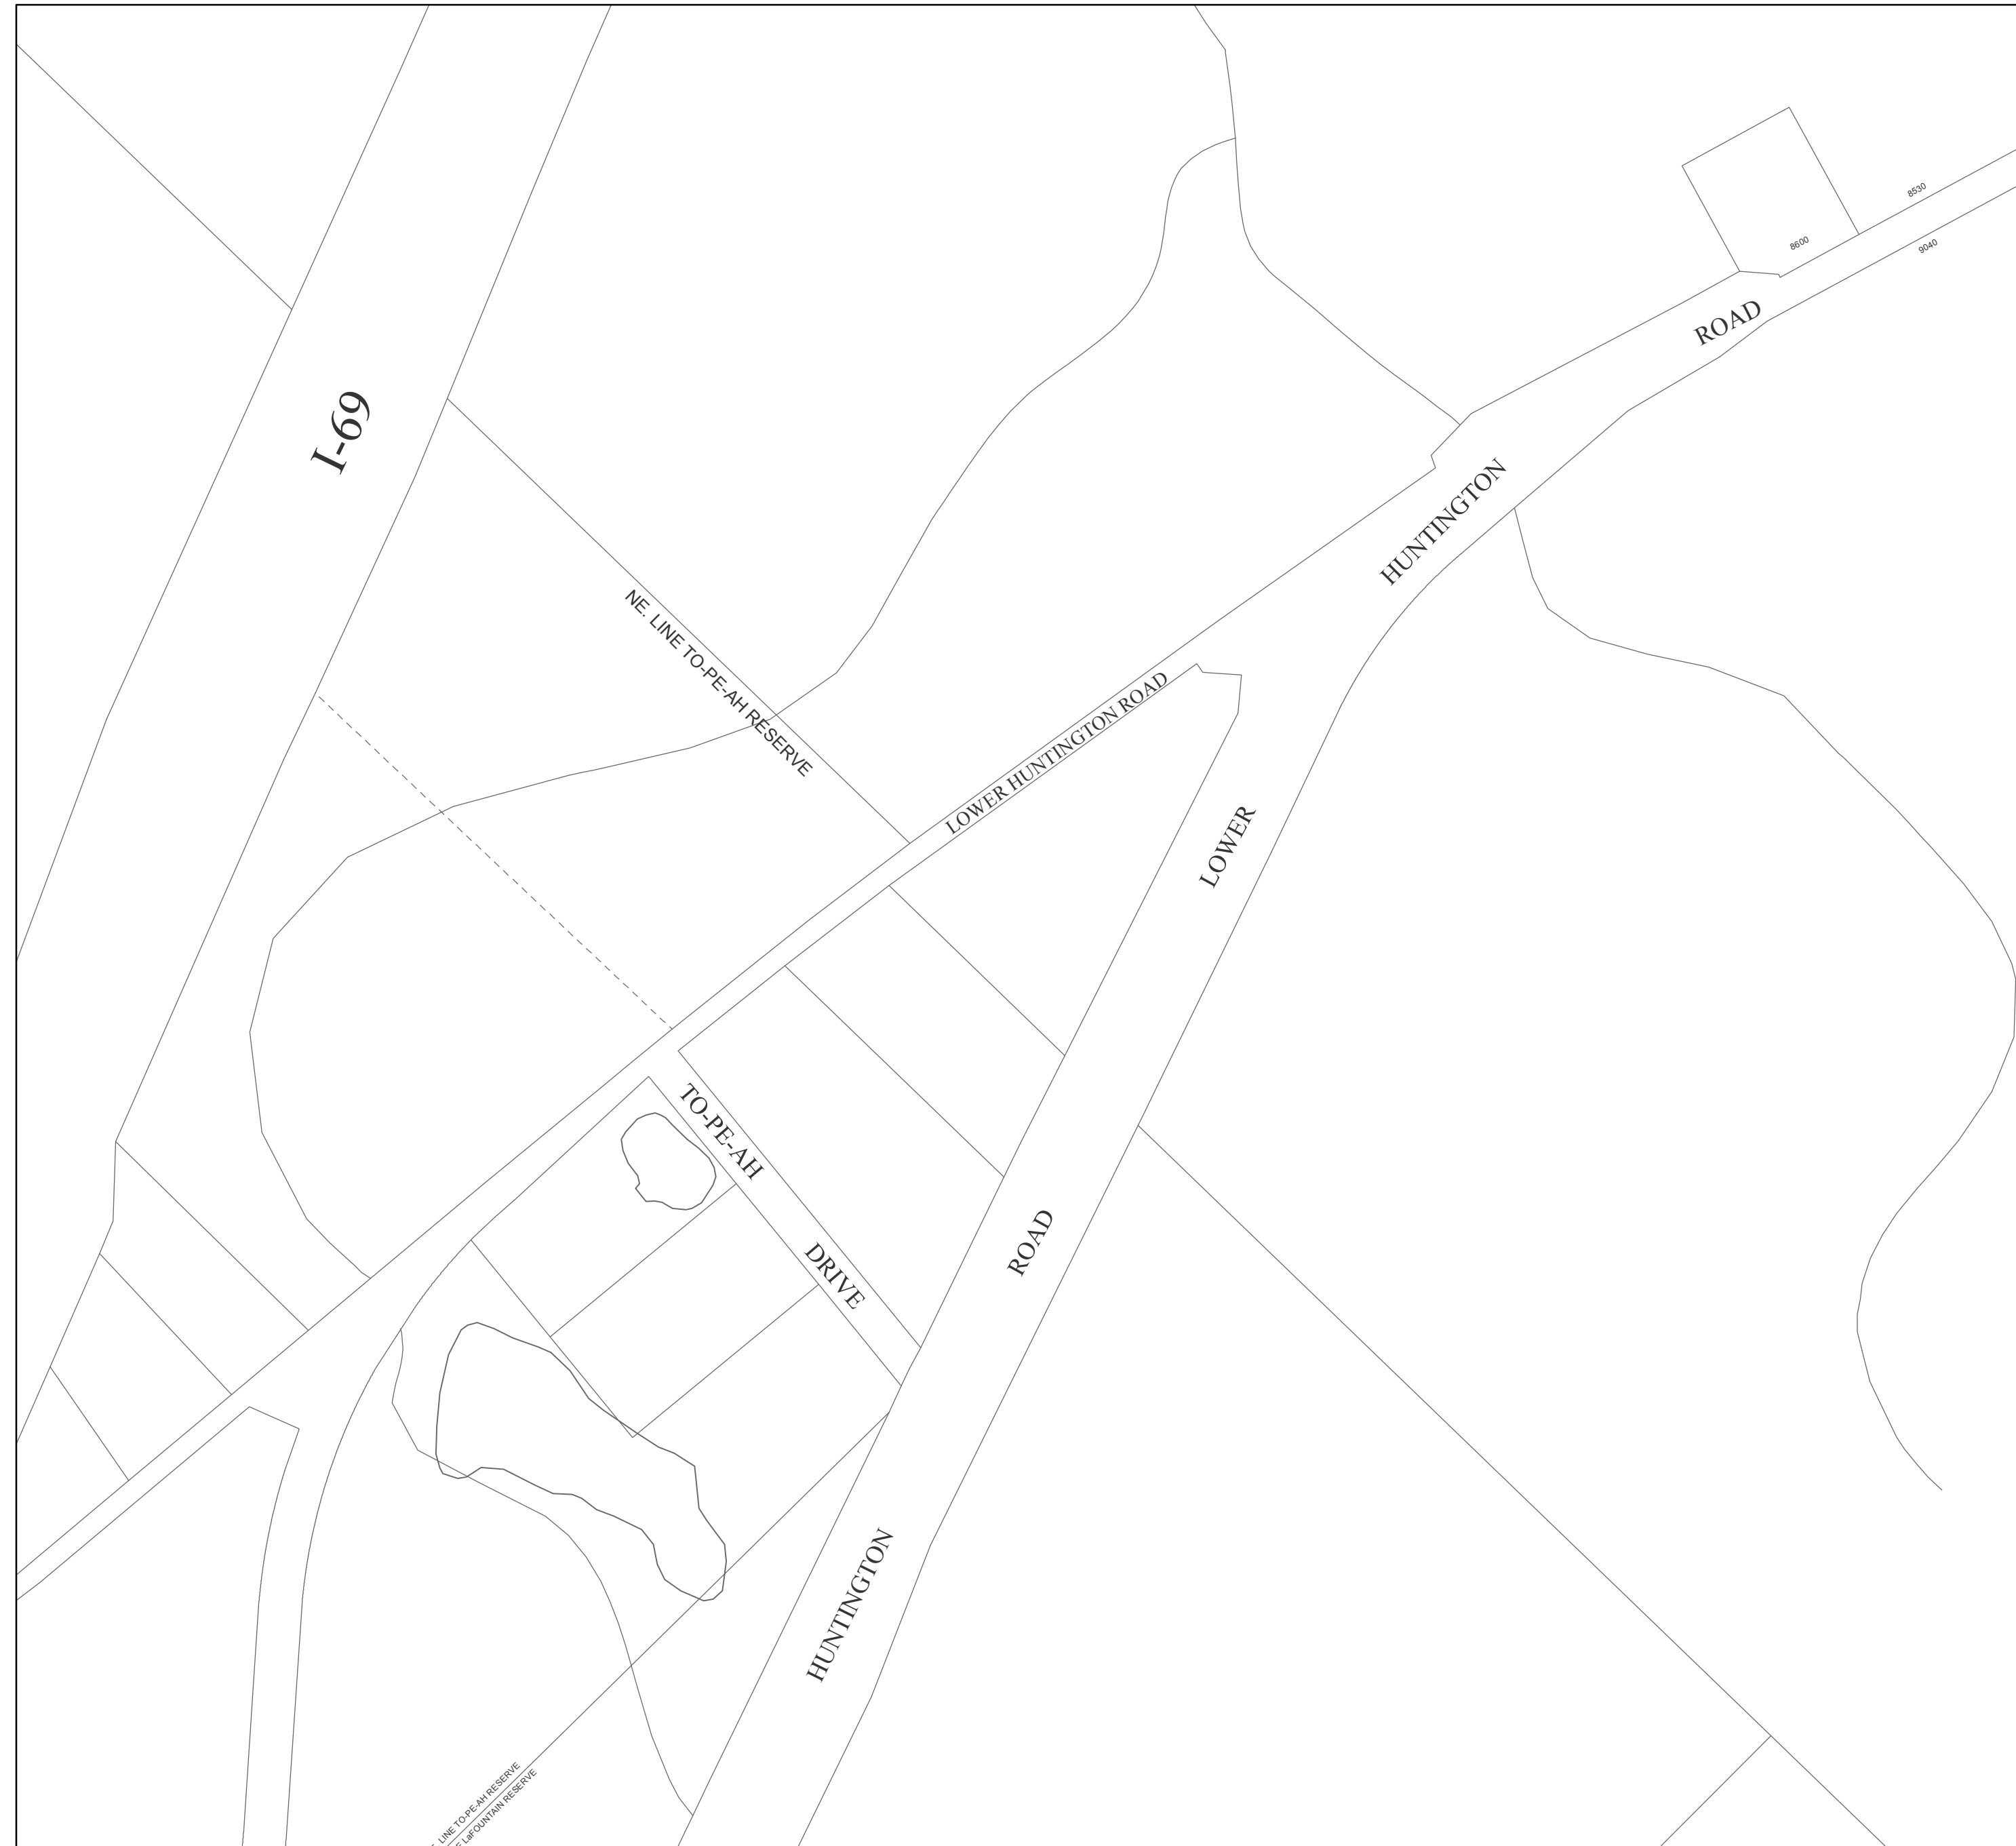 8530
8600
9040
ROAD
I-69
HUNTINGTON
NE. LINE TO-PE-AH RESERVE
LOWER HUNTINGTON ROAD
LOWER
TO-PE-AH
DRIVE
ROAD
HUNTINGTON
LINE TO-PE-AH RESERVE
LaFOUNTAIN RESERVE